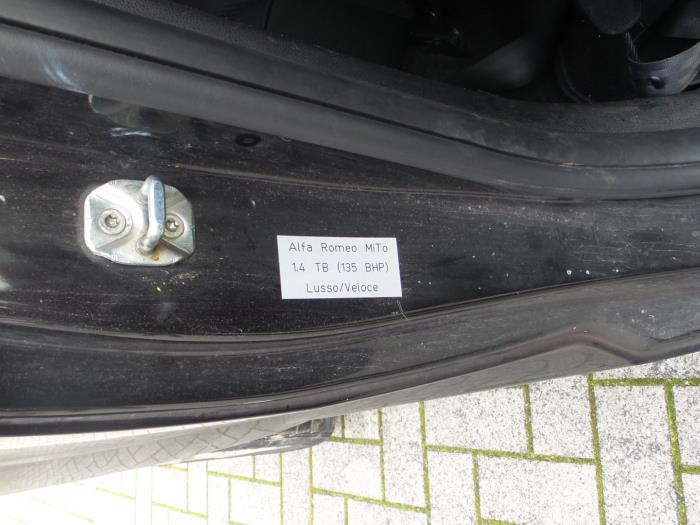 Alfa Romeo MiTo
1.4 TB (135 BHP)
Lusso/Veloce